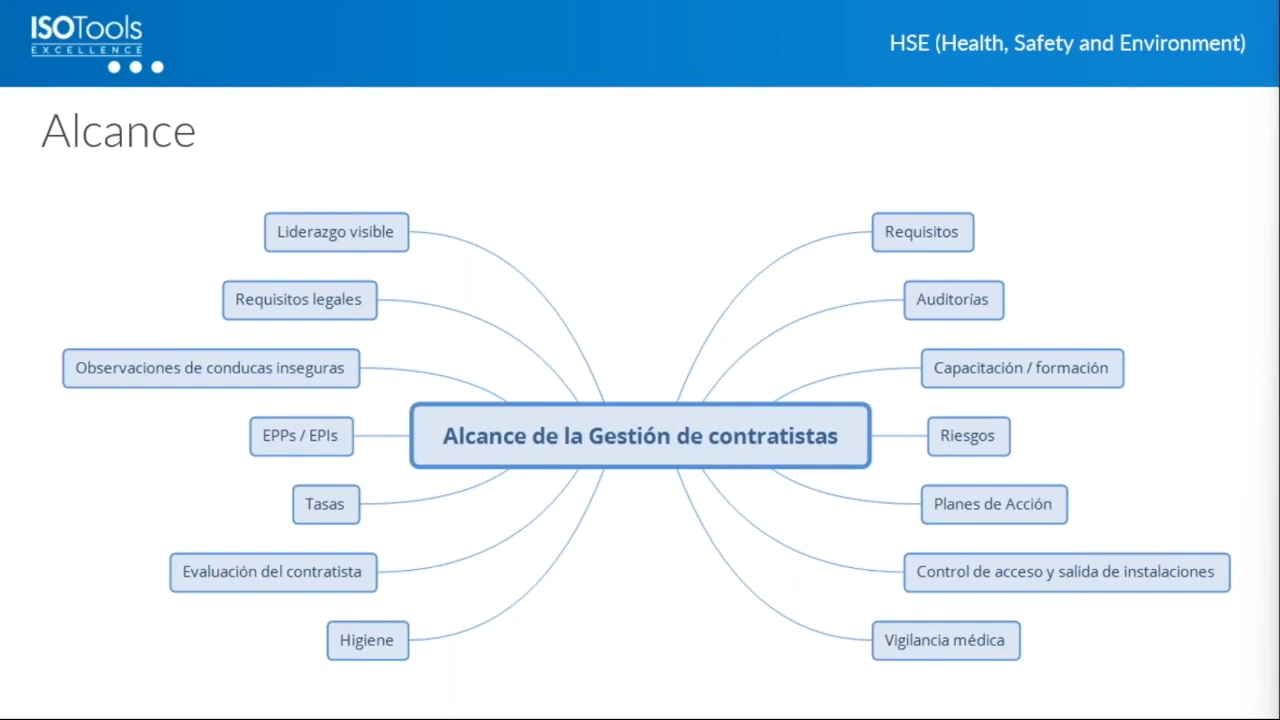 ISOTools
EXCELLENCE
HSE (Health, Safety and Environment)
Alcance
Liderazgo visible
Requisitos legales
Observaciones de conducas inseguras
EPPs / EPIs
Tasas
Evaluación del contratista
Higiene
Alcance de la Gestión de contratistas
Requisitos
Auditorías
Capacitación / formación
Riesgos
Planes de Acción
Control de acceso y salida de instalaciones
Vigilancia médica